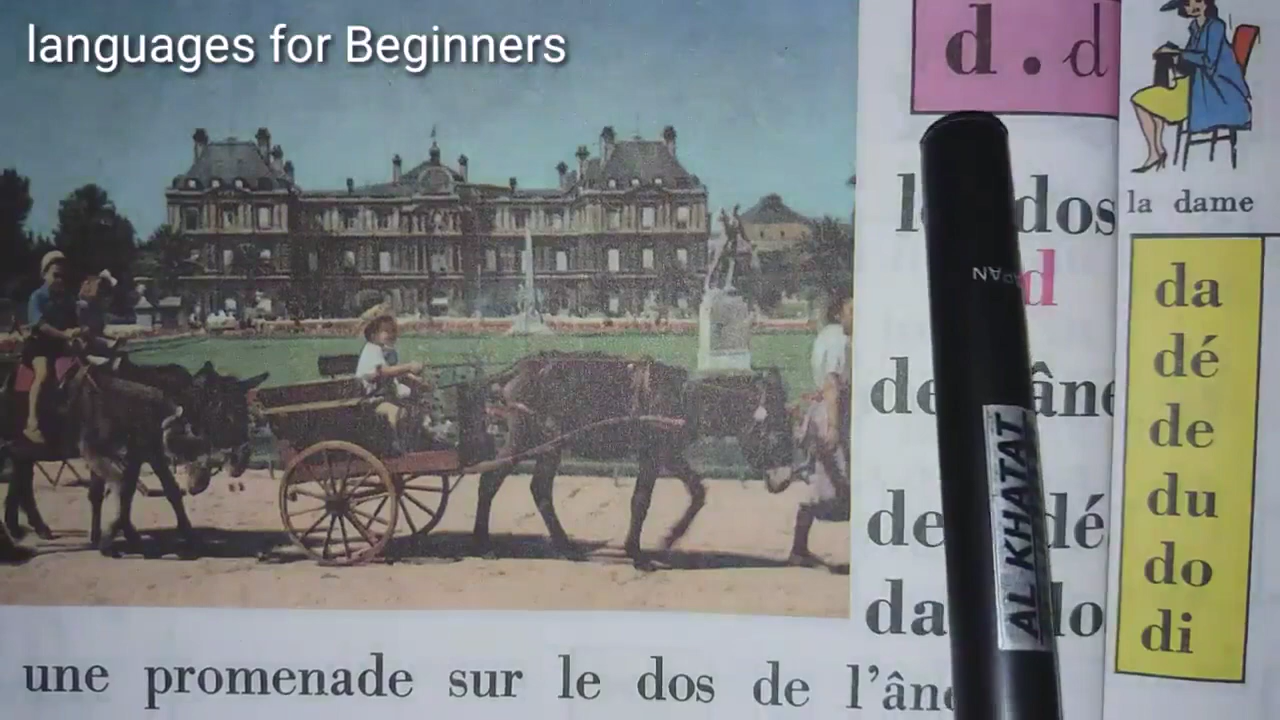 languages for Beginners
d . d
dos
d
la dame
da
dé
de
du
do
di
une promenade sur le dos de
JAPAN
AL KHATAT